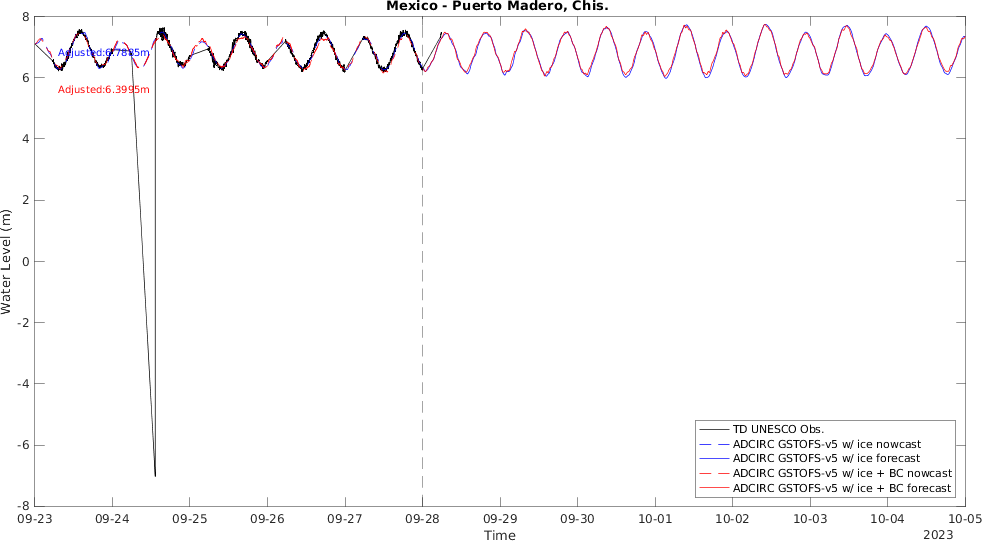 Mexico - Puerto Madero, Chis.
Water Level (m)
8
6
4
2
0
-2
-4
-6
-8
Adjusted:6.7885m
Adjusted:6.3995m
TD UNESCO Obs.
ADCIRC GSTOFS-v5 w/ ice nowcast
ADCIRC GSTOFS-v5 w/ ice forecast
ADCIRC GSTOFS-v5 w/ ice + BC nowcast
ADCIRC GSTOFS-v5 w/ ice + BC forecast
09-23 09-24 09-25 09-26 09-27 09-28 09-29 09-30 10-01 10-02 10-03 10-04 10-05
Time
2023